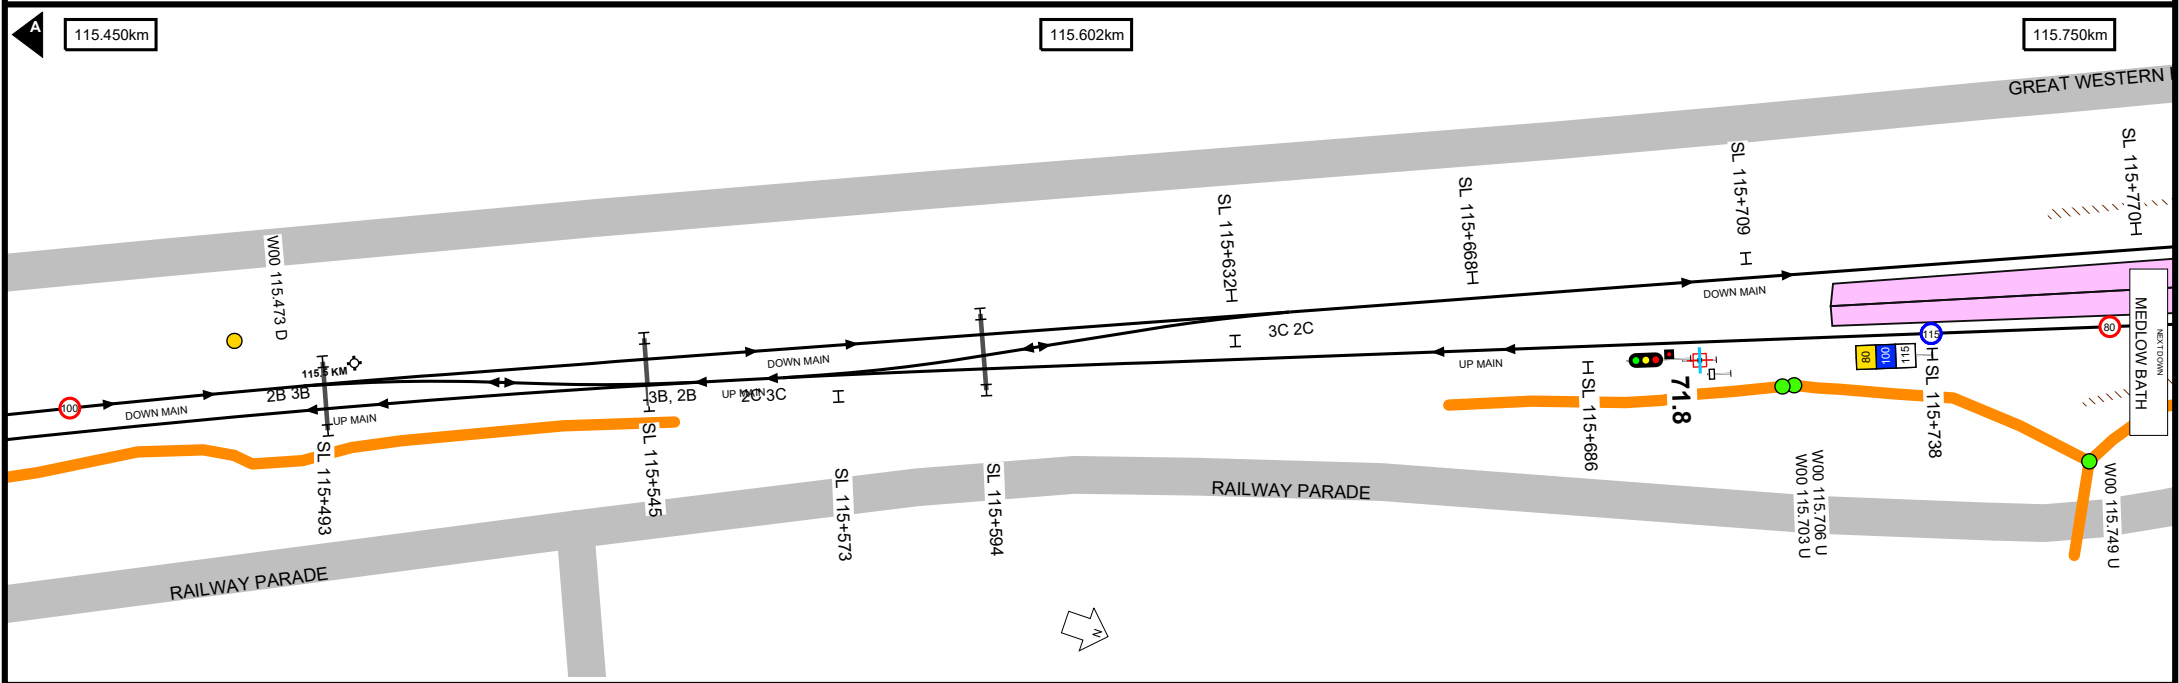 A
115.450km
115.602km
115.750km
GREAT WESTERN
SL 115+770H
SL 115+709
SL 115+668H
SL 115+632H
W00 115.473 D
115.5 KM
100
DOWN MAIN
2B 3B
UP MAIN
3B, 2B
UP MAIN
2C 3C
DOWN MAIN
3C 2C
UP MAIN
DOWN MAIN
71.8
80
100
115
115
80
MEDLOW BATH
NEXT DOWN
SL 115+493
SL 115+545
SL 115+573
SL 115+594
SL 115+686
SL 115+738
W00 115.706 U
W00 115.703 U
W00 115.749 U
RAILWAY PARADE
RAILWAY PARADE
N